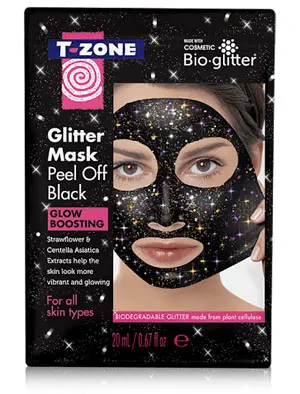 T-ZONE
MADE WITH
COSMETIC
Bio-glitter
Glitter
Mask
Peel Off
Black
GLOW
BOOSTING
Strawflower &
Centella Asiatica
Extracts help the
skin look more
vibrant and glowing
For all
skin types
BIODEGRADABLE GLITTER made from plant cellulose
20 mL / 0.67 fl oz e